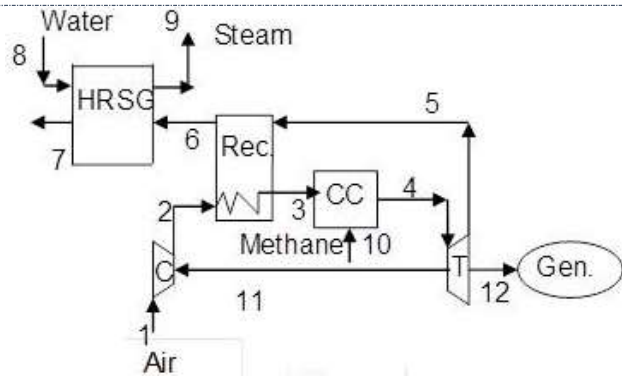 Water
9
Steam
8
HRSG
5
6
Rec.
7
2
3
CC
4
Methane
10
C
T
Gen.
11
12
1
Air